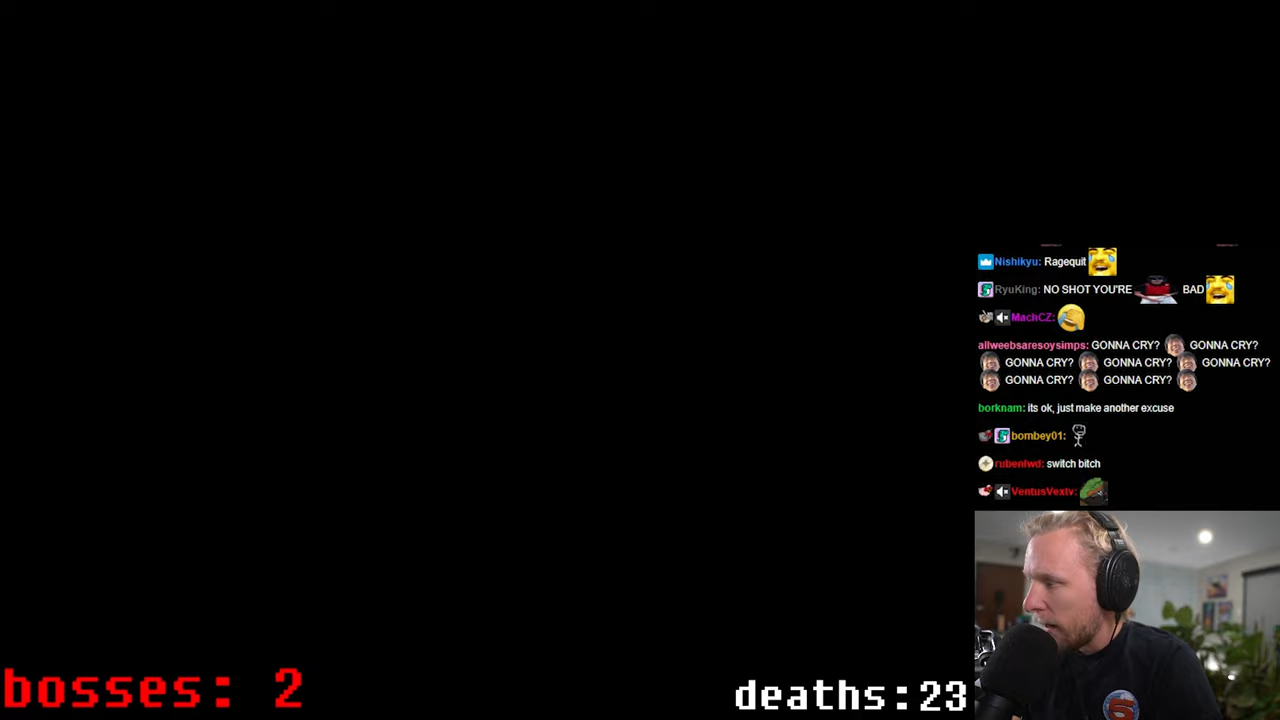 Nishikyu: Ragequit
RyuKing: NO SHOT YOU'RE BAD
MachCZ:
allweebsaresoysimps: GONNA CRY? GONNA CRY?
GONNA CRY? GONNA CRY? GONNA CRY?
GONNA CRY? GONNA CRY?
borknam: its ok, just make another excuse
bombey01:
rubenlwd: switch bitch
VentusVextv:
bosses: 2
deaths:23